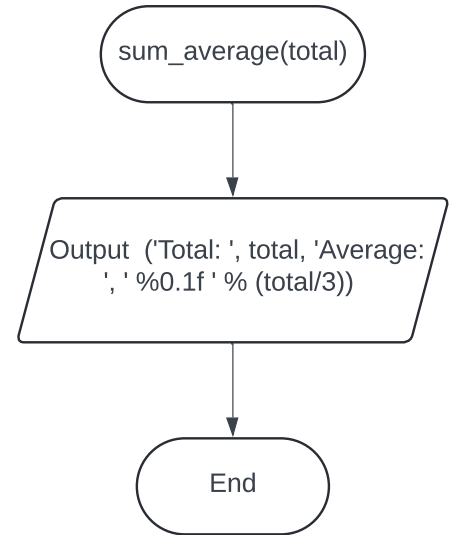 sum_average(total)
Output  ('Total: ', total, 'Average:
', ' %0.1f ' % (total/3))
End